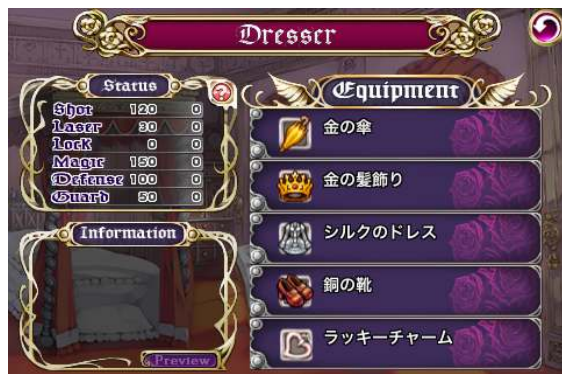 Dresser
Status
Shot 120 0
Laser 80 0
Lock 0 0
Magic 150 0
Defense 100 0
Guard 50 0
Information
Preview
Equipment
金の傘
金の髪飾り
シルクのドレス
銅の靴
ラッキーチャーム